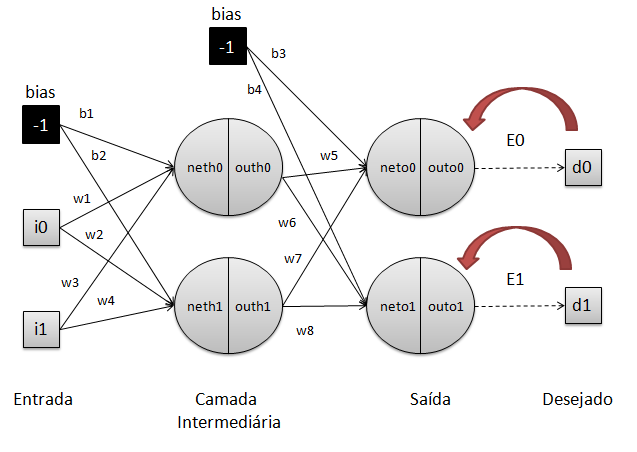 bias
-1
b3
b4
bias
-1
b1
b2
E0
neth0 outh0
w5
neto0 outo0
d0
w1
i0
w2
w6
w7
w3
w4
E1
i1
neth1 outh1
w8
neto1 outo1
d1
Entrada
Camada
Intermediária
Saída
Desejado